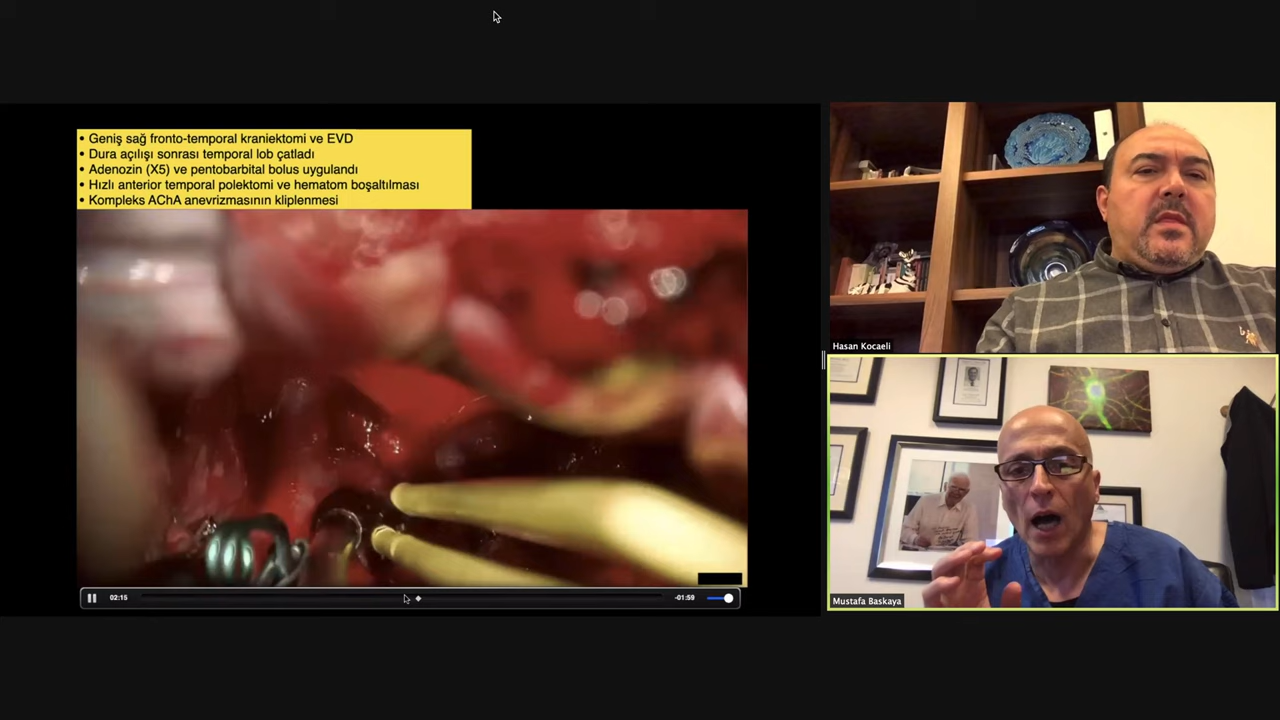 • Geniş sağ fronto-temporal kraniektomi ve EVD
• Dura açılışı sonrası temporal lob çatladı
• Adenozin (X5) ve pentobarbital bolus uygulandı
• Hızlı anterior temporal polektomi ve hematom boşaltılması
• Kompleks AChA anevrizmasının kliplenmesi
02:15
-01:59
Hasan Kocaeli
Mustafa Baskaya